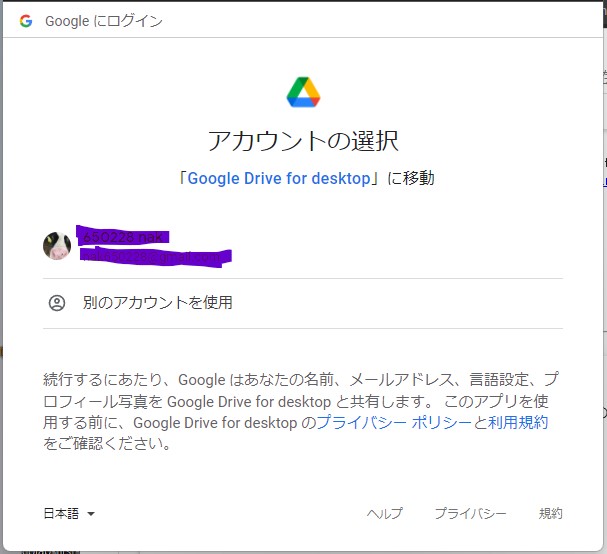 Google にログイン
アカウントの選択
「Google Drive for desktop」に移動
別のアカウントを使用
続行するにあたり、Google はあなたの名前、メールアドレス、言語設定、プ
ロフィール写真を Google Drive for desktop と共有します。 このアプリを使
用する前に、Google Drive for desktop のプライバシー ポリシーと利用規約
をご確認ください。
日本語
ヘルプ プライバシー 規約